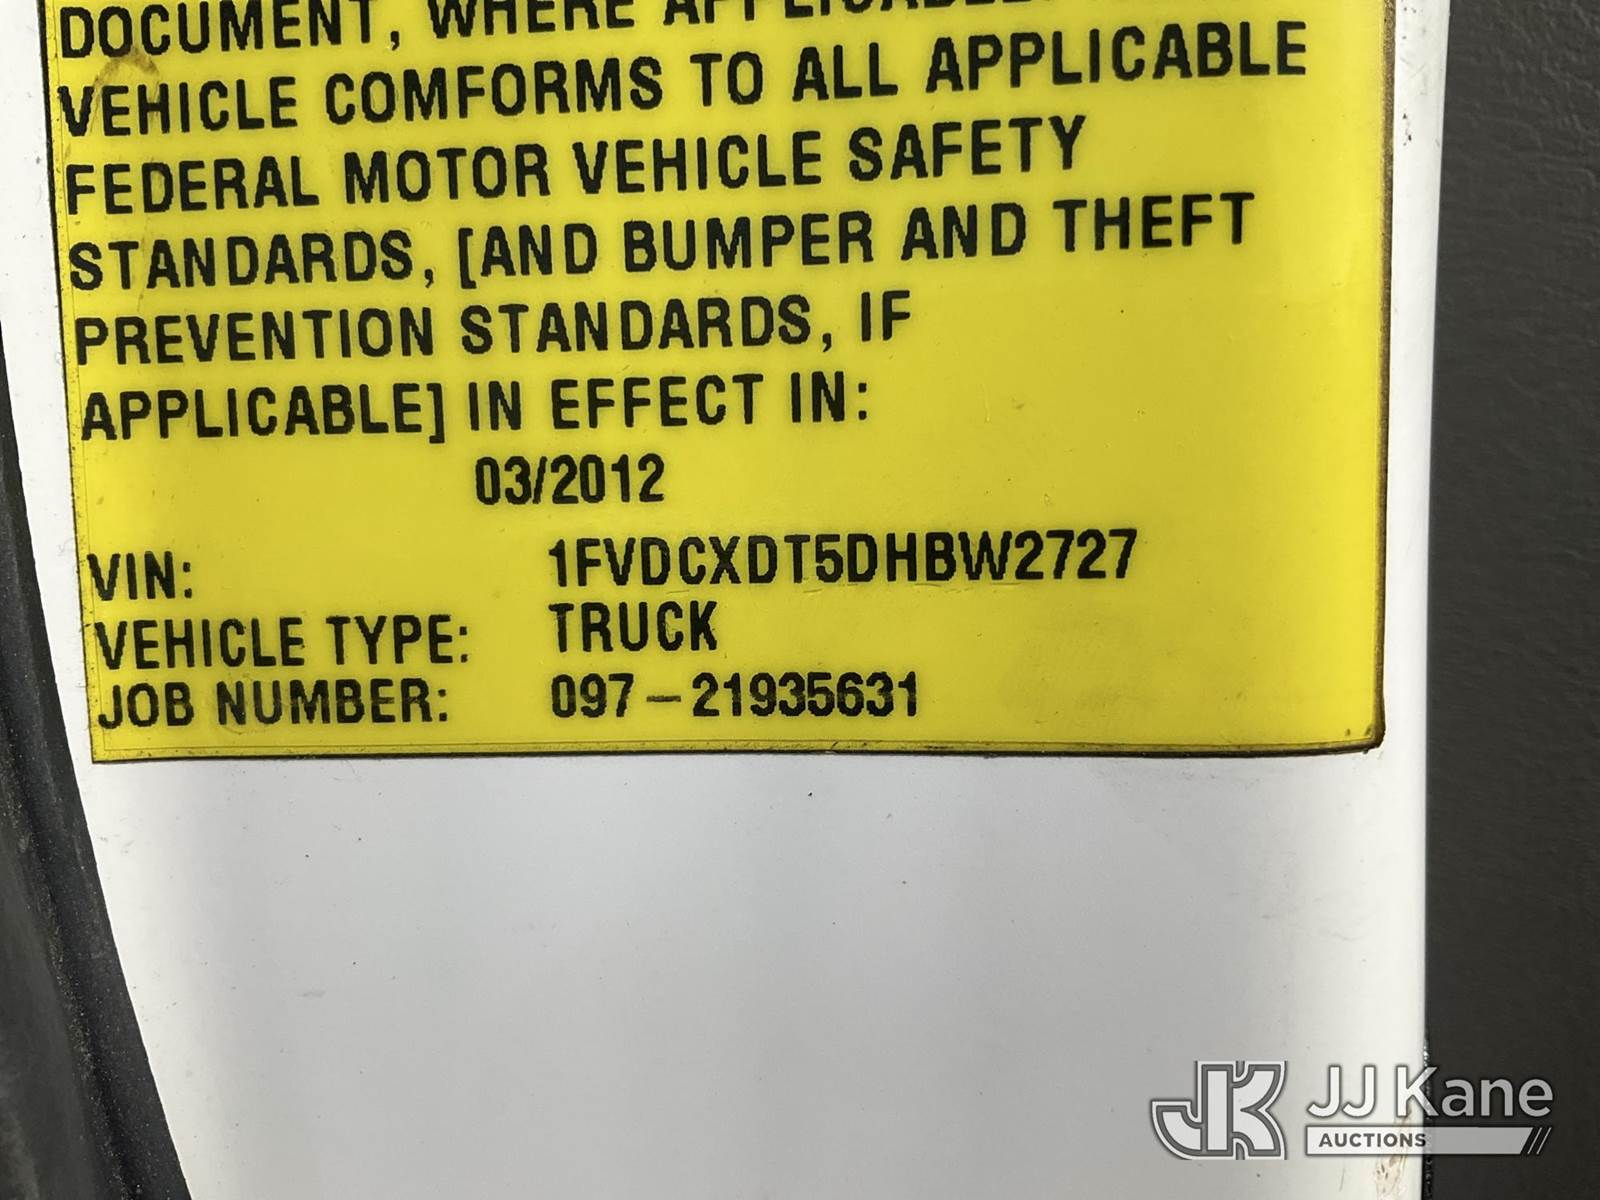 DOCUMENT, WHERE
VEHICLE COMFORMS TO ALL APPLICABLE
FEDERAL MOTOR VEHICLE SAFETY
STANDARDS, [AND BUMPER AND THEFT
PREVENTION STANDARDS, IF
APPLICABLE] IN EFFECT IN:
03/2012
VIN: 1FVDCXDT5DHBW2727
VEHICLE TYPE: TRUCK
JOB NUMBER: 097-21935631
JK JJ Kane
AUCTIONS